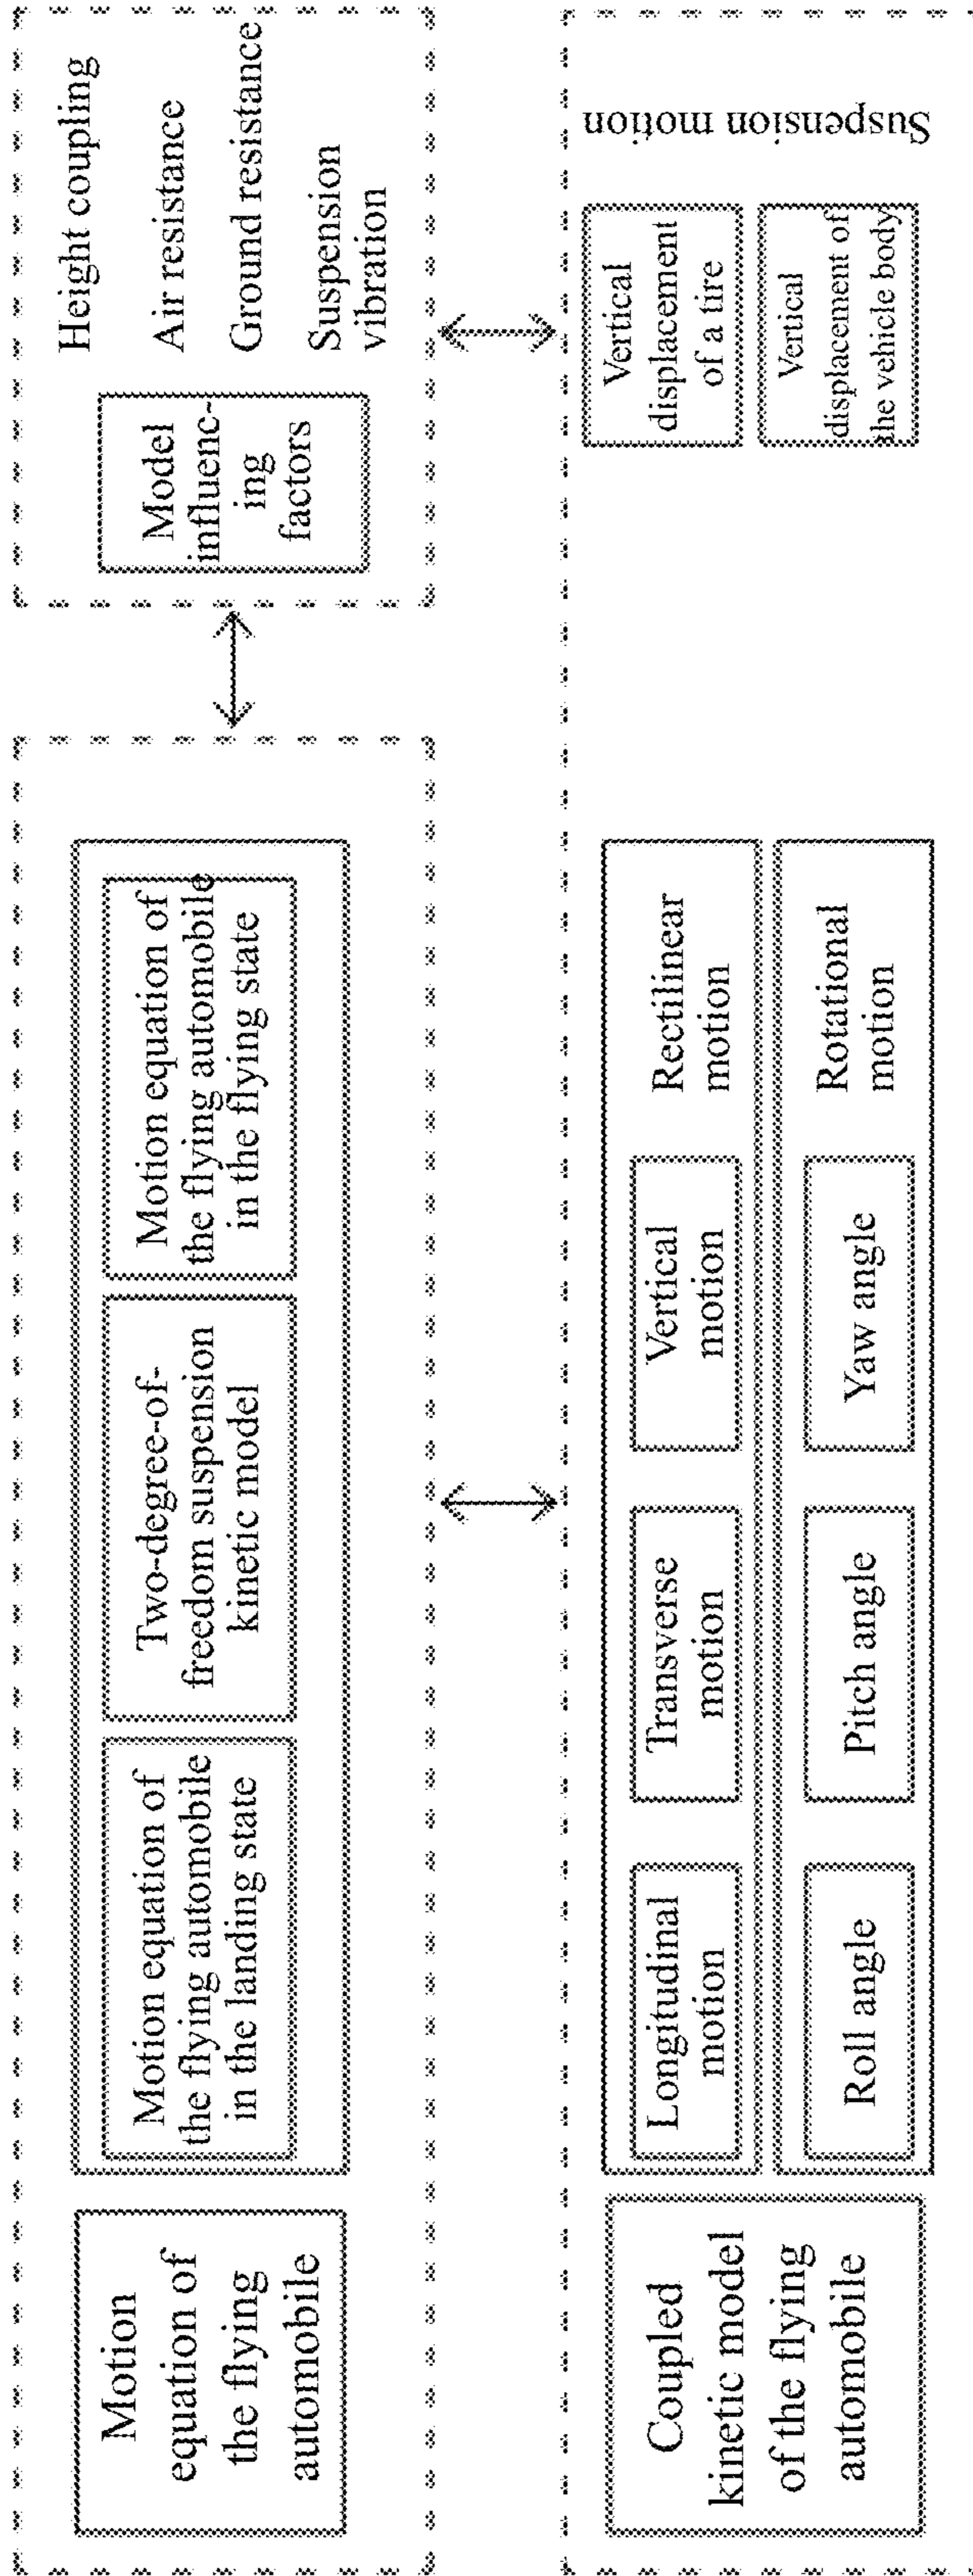 Motion
equation of
the flying
automobile
Motion equation of
the flying automobile
in the landing state
Two-degree-of-
freedom suspension
kinetic model
Motion equation of
the flying automobile
in the flying state
Model
influenc-
ing
factors
Height coupling
Air resistance
Ground resistance
Suspension
vibration
Coupled
kinetic model
of the flying
automobile
Longitudinal
motion
Transverse
motion
Vertical
motion
Rectilinear
motion
Roll angle
Pitch angle
Yaw angle
Rotational
motion
Vertical
displacement
of a tire
Vertical
displacement of
the vehicle body
Suspension motion